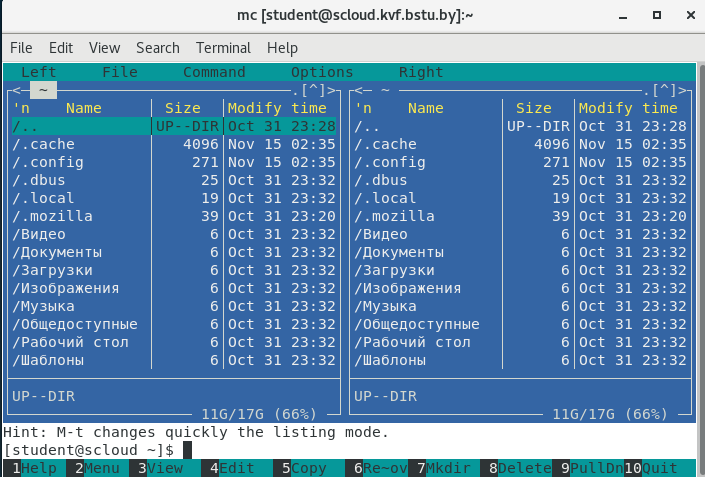 mc [student@scloud.kvf.bstu.by]:~
File Edit View Search Terminal Help
Left File Command Options Right
<─ ~ ─.[^]> <─ ~ ─.[^]>
'n Name Size Modify time 'n Name Size Modify time
/.. UP--DIR Oct 31 23:28 /.. UP--DIR Oct 31 23:28
/.cache 4096 Nov 15 02:35 /.cache 4096 Nov 15 02:35
/.config 271 Nov 15 02:35 /.config 271 Nov 15 02:35
/.dbus 25 Oct 31 23:32 /.dbus 25 Oct 31 23:32
/.local 19 Oct 31 23:32 /.local 19 Oct 31 23:32
/.mozilla 39 Oct 31 23:20 /.mozilla 39 Oct 31 23:20
/Видео 6 Oct 31 23:32 /Видео 6 Oct 31 23:32
/Документы 6 Oct 31 23:32 /Документы 6 Oct 31 23:32
/Загрузки 6 Oct 31 23:32 /Загрузки 6 Oct 31 23:32
/Изображения 6 Oct 31 23:32 /Изображения 6 Oct 31 23:32
/Музыка 6 Oct 31 23:32 /Музыка 6 Oct 31 23:32
/Общедоступные 6 Oct 31 23:32 /Общедоступные 6 Oct 31 23:32
/Рабочий стол 6 Oct 31 23:32 /Рабочий стол 6 Oct 31 23:32
/Шаблоны 6 Oct 31 23:32 /Шаблоны 6 Oct 31 23:32
UP--DIR UP--DIR
11G/17G (66%) 11G/17G (66%)
Hint: M-t changes quickly the listing mode.
[student@scloud ~]$
1Help 2Menu 3View 4Edit 5Copy 6Re~ov 7Mkdir 8Delete 9PullDn 10Quit